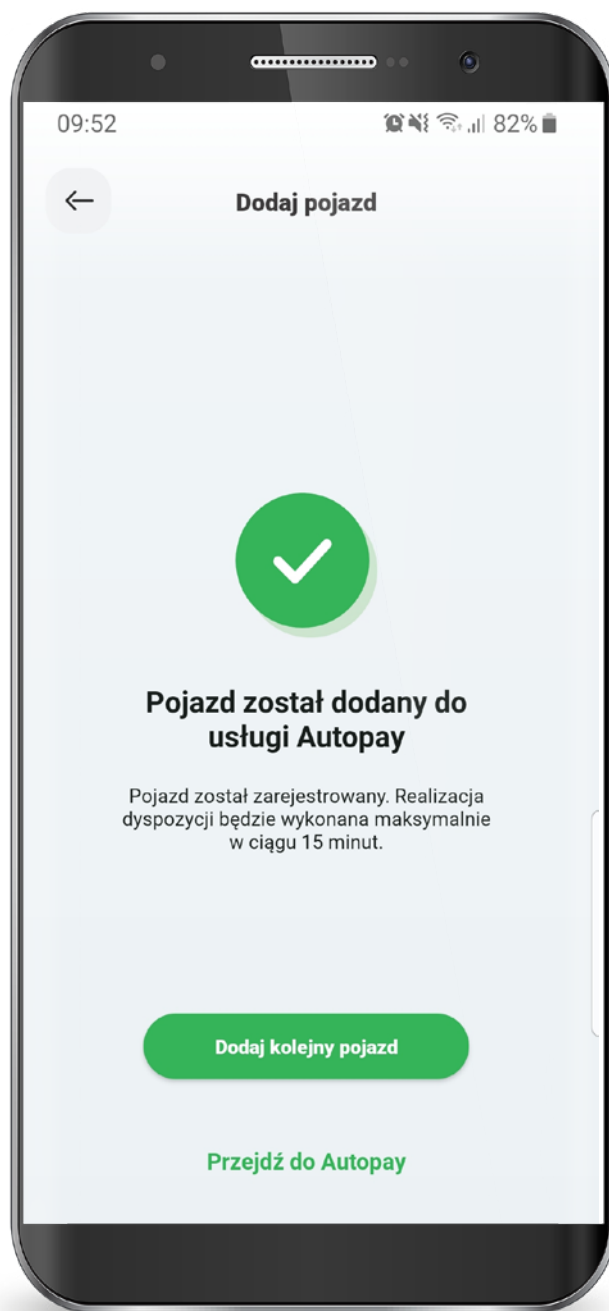 09:52 82%
Dodaj pojazd
Pojazd został dodany do
usługi Autopay
Pojazd został zarejestrowany. Realizacja
dyspozycji będzie wykonana maksymalnie
w ciągu 15 minut.
Dodaj kolejny pojazd
Przejdź do Autopay